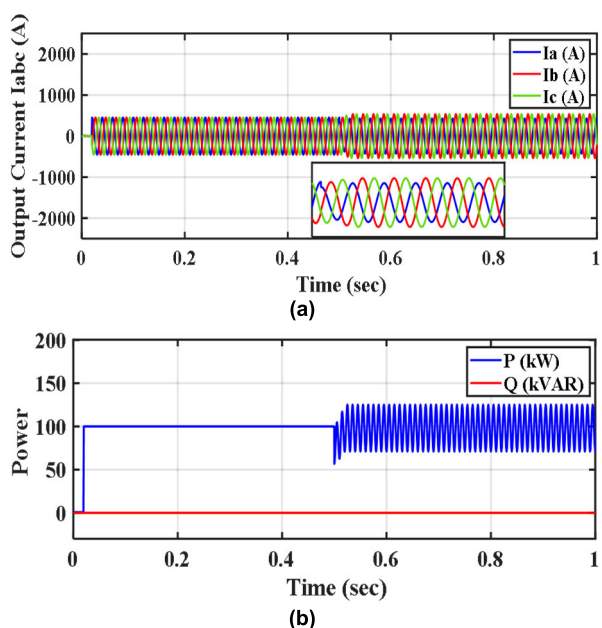 (a)
Output Current Iabc (A)
2000
1000
0
-1000
-2000
Ia (A)
Ib (A)
Ic (A)
0 0.2 0.4 0.6 0.8 1
Time (sec)
(a)
200
150
100
50
0
Power
P (kW)
Q (kVAR)
0 0.2 0.4 0.6 0.8 1
Time (sec)
(b)